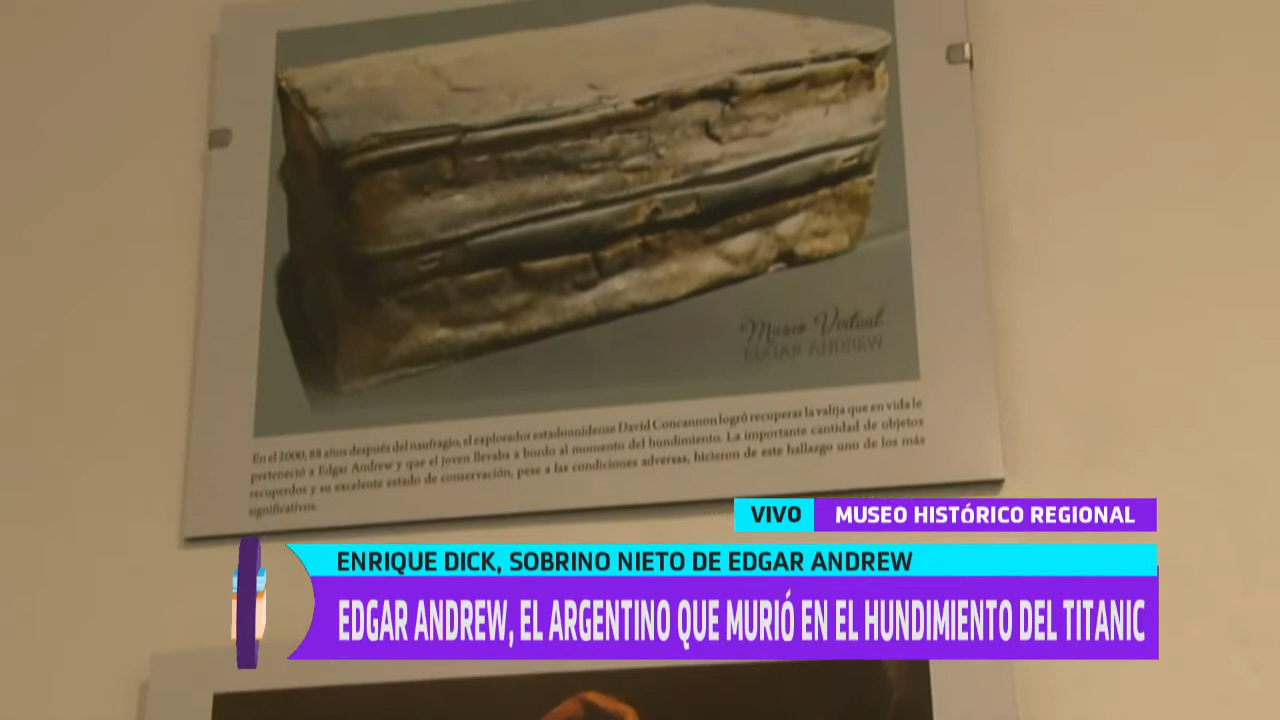 Museo Virtual
EDGAR ANDREW
En el 2000, 88 años después del naufragio, el explorador estadounidense David Concannon logró recuperar la valija que en vida le
perteneció a Edgar Andrew y que el joven llevaba a bordo al momento del hundimiento. La importante cantidad de objetos
recuperdos y su excelente estado de conservación, pese a las condiciones adversas, hicieron de este hallazgo uno de los más
significativos.
VIVO MUSEO HISTÓRICO REGIONAL
ENRIQUE DICK, SOBRINO NIETO DE EDGAR ANDREW
EDGAR ANDREW, EL ARGENTINO QUE MURIÓ EN EL HUNDIMIENTO DEL TITANIC